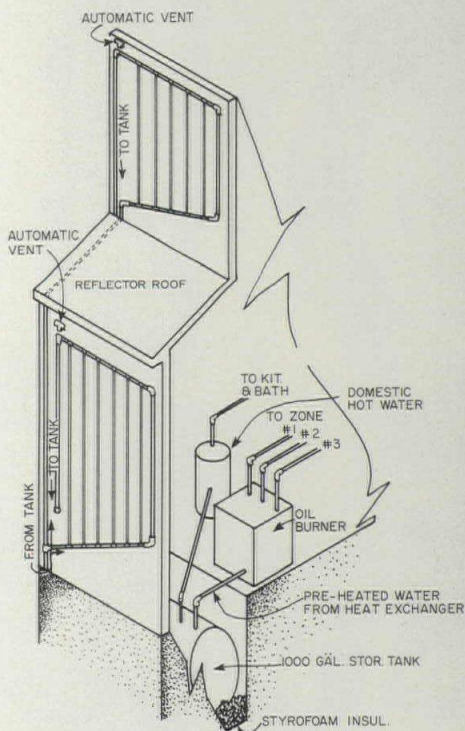 AUTOMATIC VENT
TO TANK
AUTOMATIC
VENT
REFLECTOR ROOF
TO KIT.
& BATH
DOMESTIC
HOT WATER
TO ZONE
#1
#2
#3
TO TANK
OIL
BURNER
FROM TANK
PRE-HEATED WATER
FROM HEAT EXCHANGER
1000 GAL. STOR. TANK
STYROFOAM INSUL.